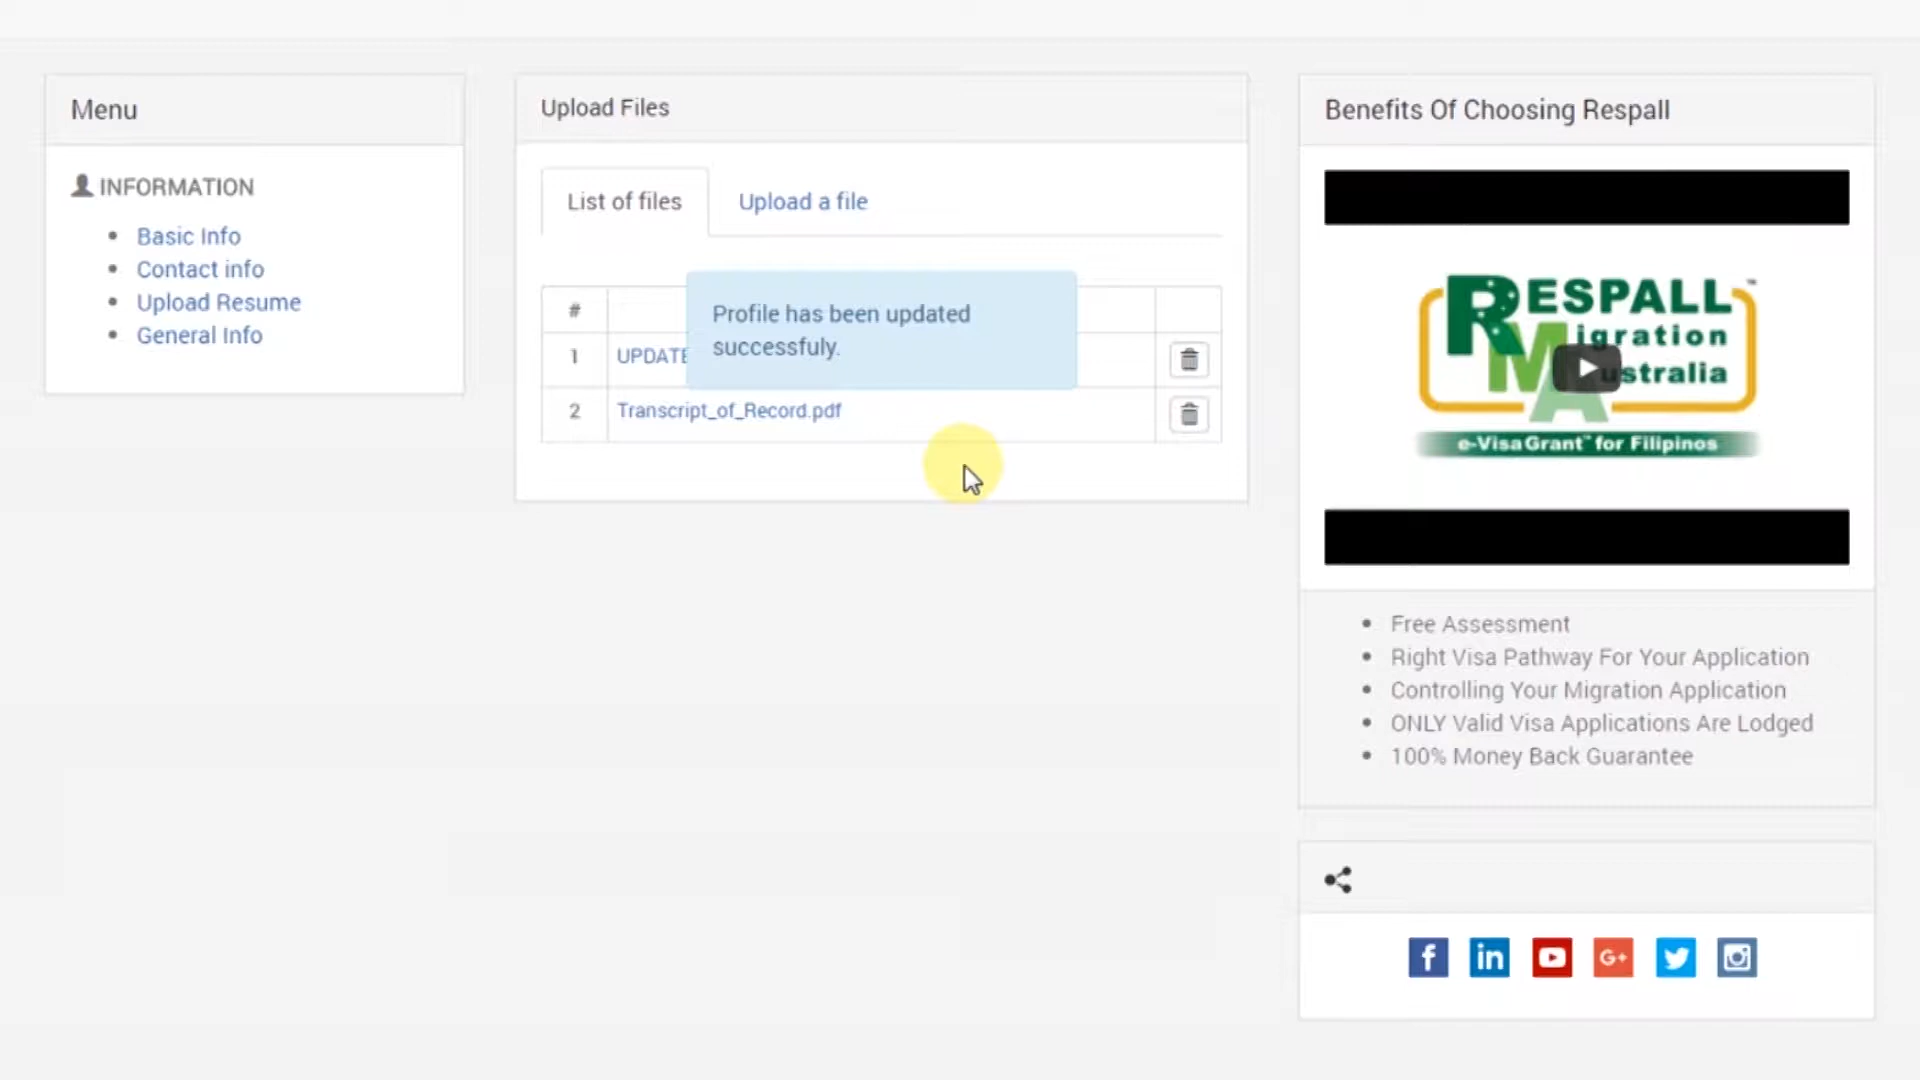 Menu
INFORMATION
Basic Info
Contact info
Upload Resume
General Info
Upload Files
List of files
Upload a file
#
Profile has been updated
successfuly.
1 UPDATE
2 Transcript_of_Record.pdf
Benefits Of Choosing Respall
RESPALL™
Migration
Australia
e-VisaGrant™ for Filipinos
Free Assessment
Right Visa Pathway For Your Application
Controlling Your Migration Application
ONLY Valid Visa Applications Are Lodged
100% Money Back Guarantee
f in G+